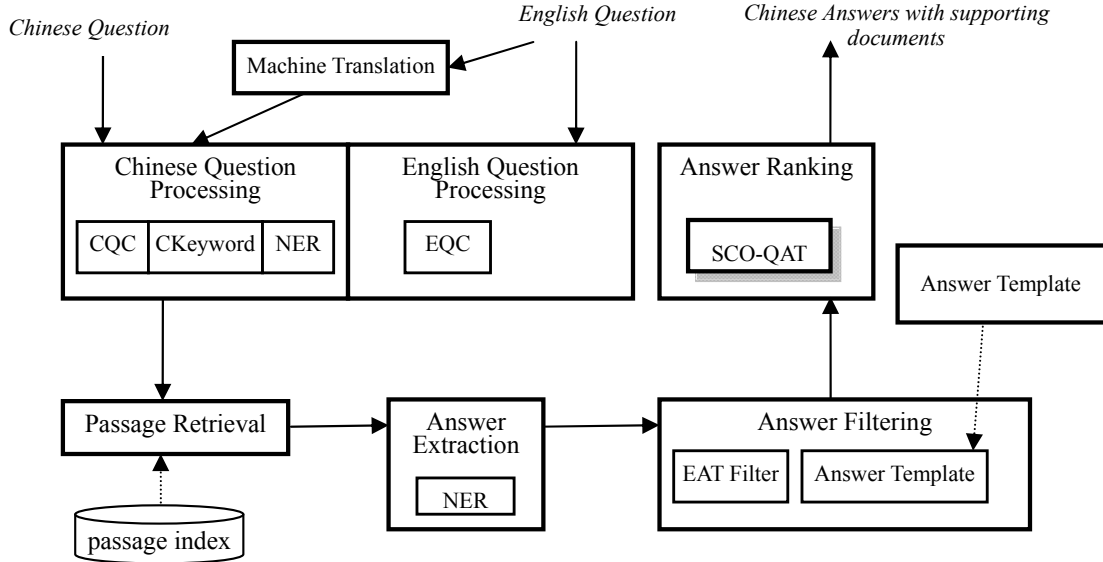 Chinese Question
English Question
Chinese Answers with supporting
documents
Machine Translation
Chinese Question
Processing
CQC
CKeyword
NER
English Question
Processing
EQC
Answer Ranking
SCO-QAT
Answer Template
Passage Retrieval
passage index
Answer
Extraction
NER
Answer Filtering
EAT Filter
Answer Template